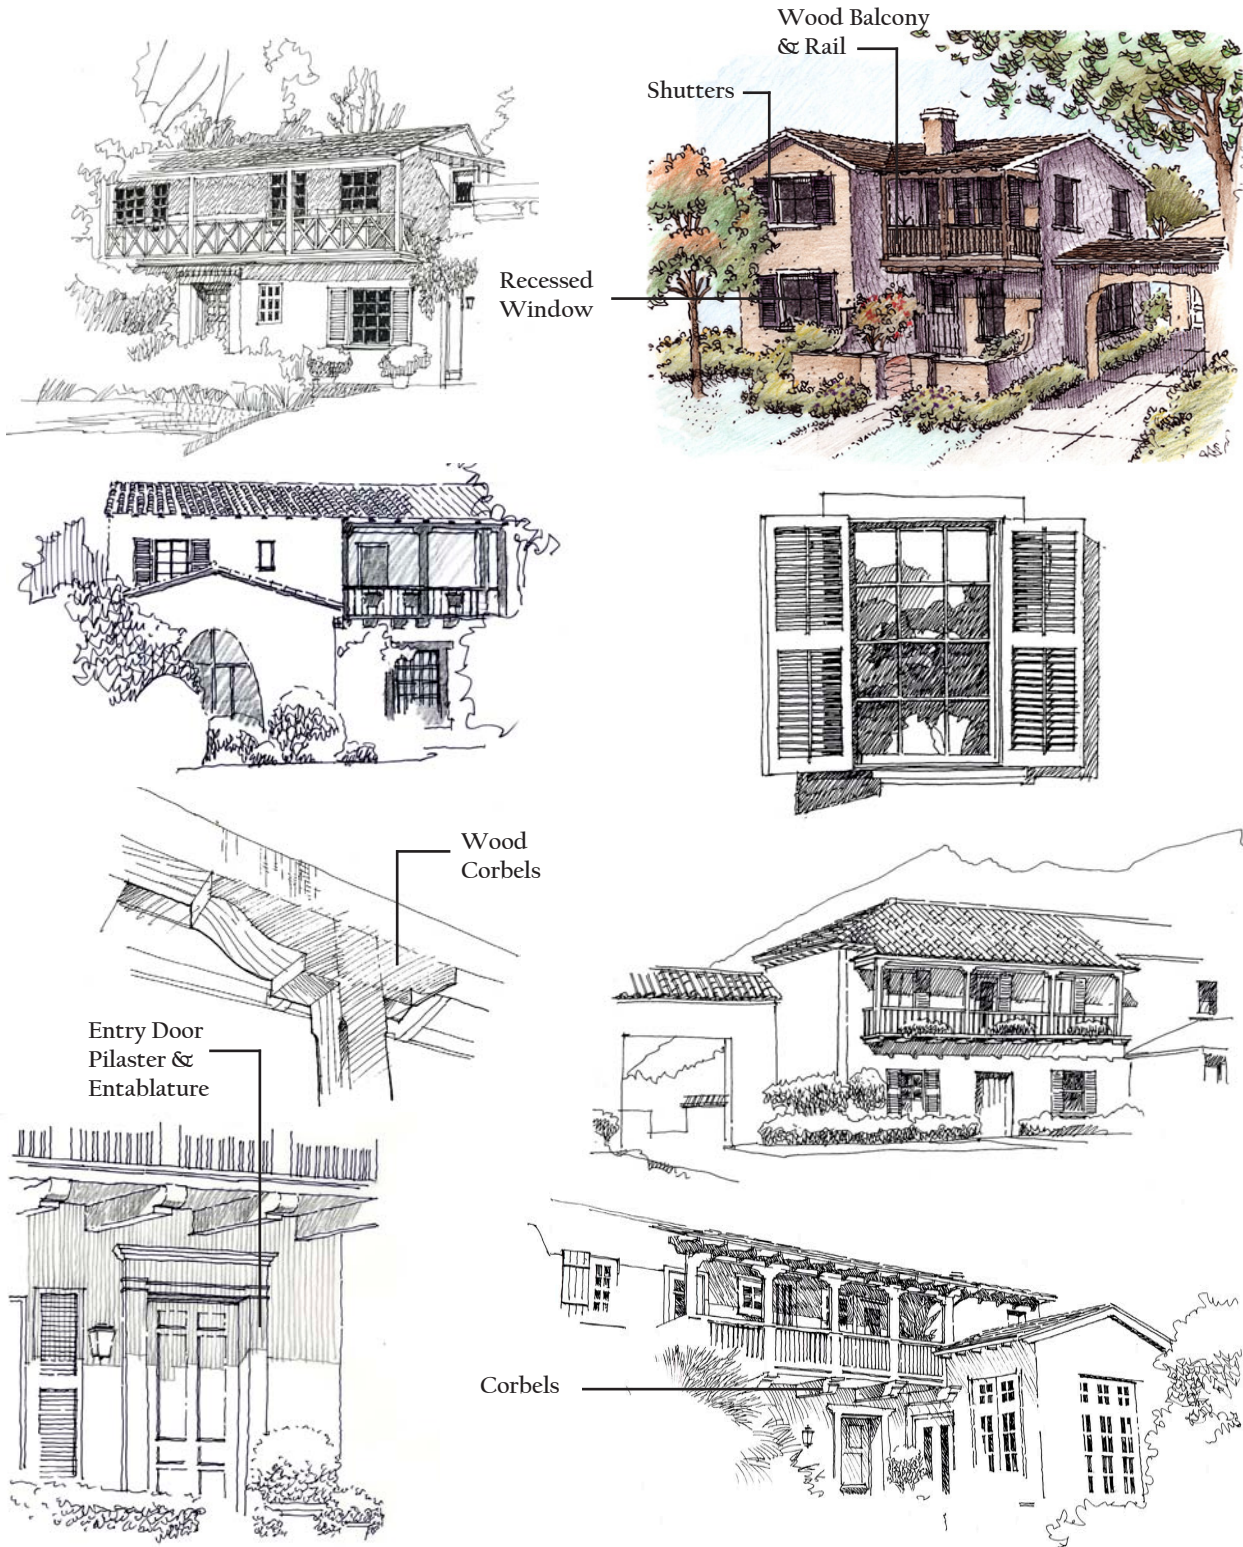 Wood Balcony
& Rail
Shutters
Recessed
Window
Wood
Corbels
Entry Door
Pilaster &
Entablature
Corbels